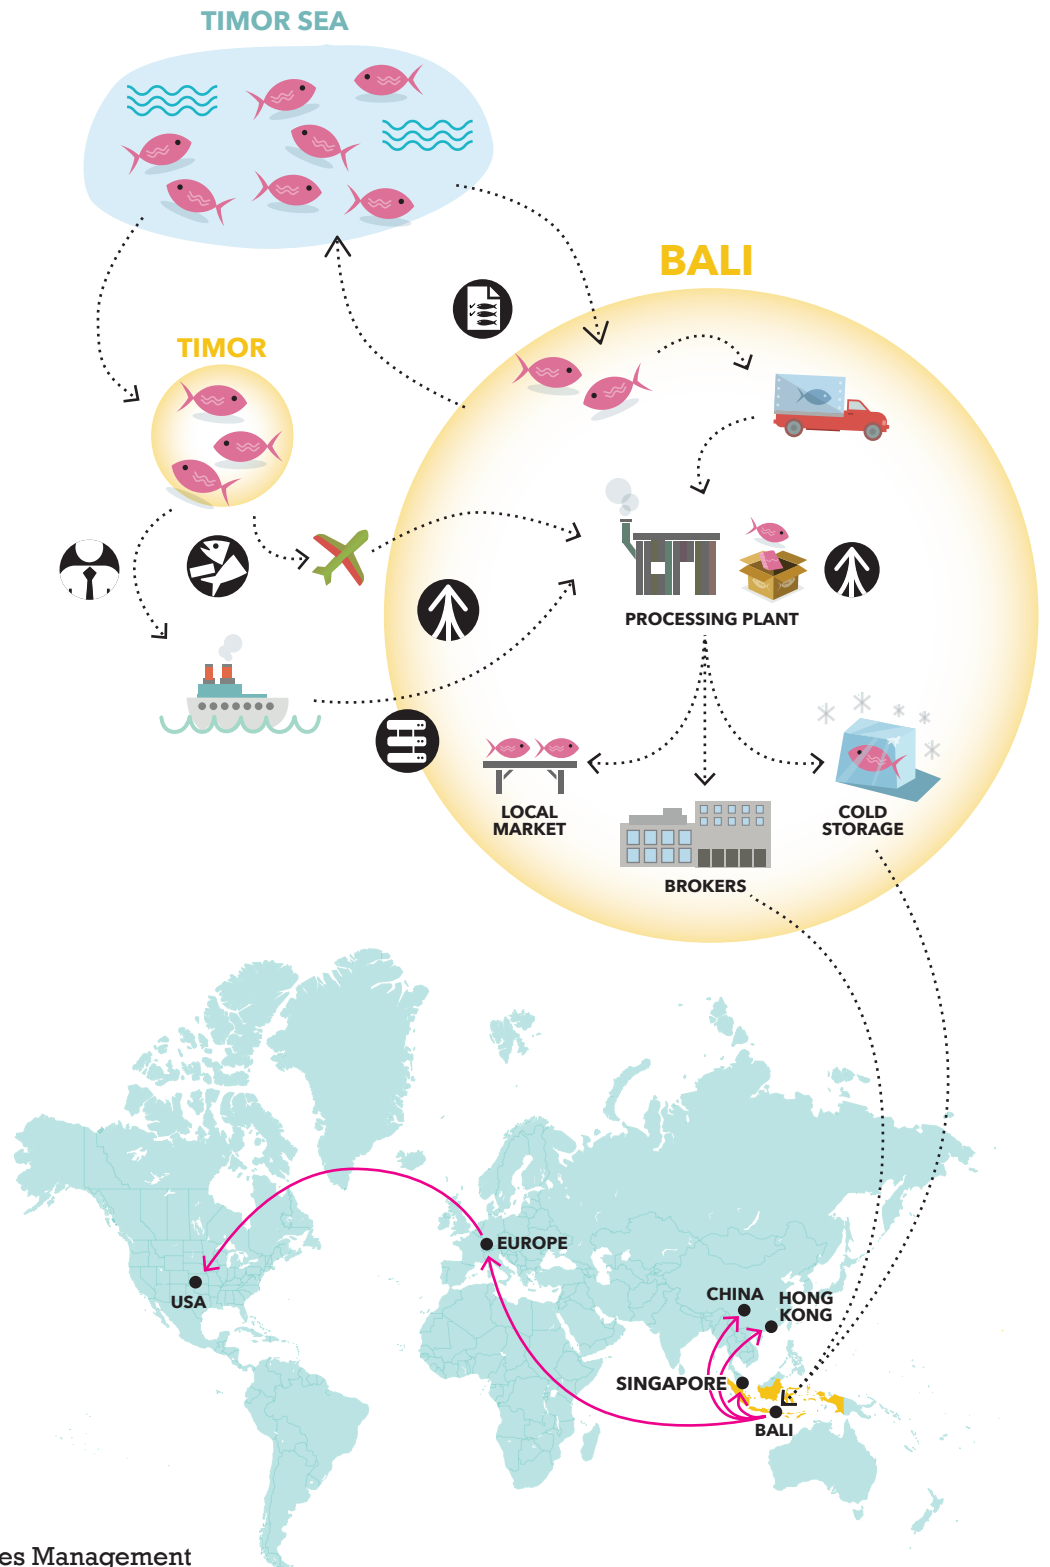 TIMOR SEA
BALI
TIMOR
PROCESSING PLANT
LOCAL
MARKET
COLD
STORAGE
BROKERS
EUROPE
USA
CHINA
HONG
KONG
SINGAPORE
BALI
es Management